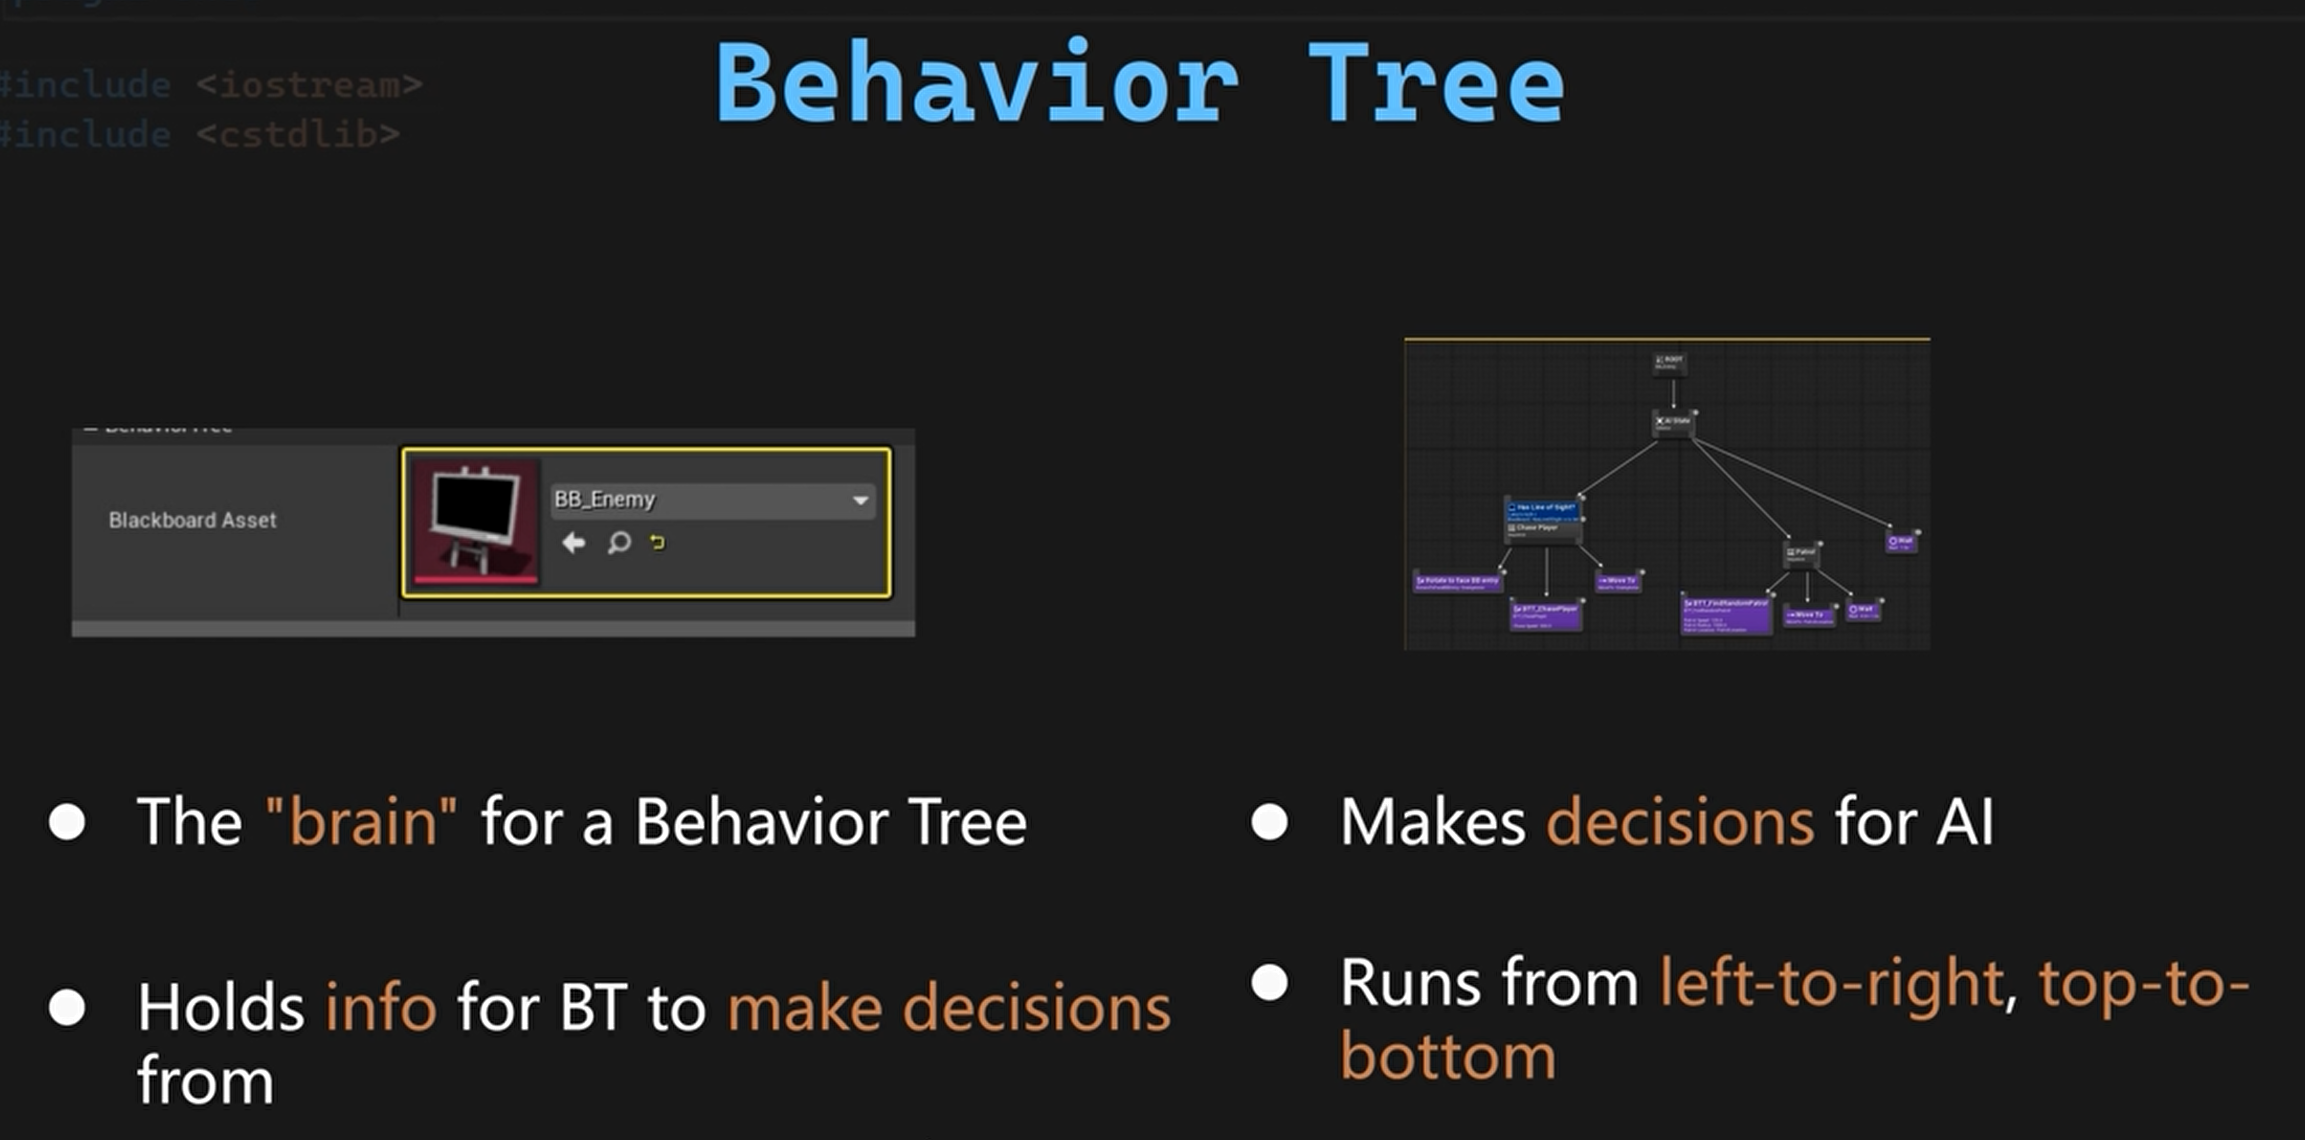 #include <iostream>
#include <cstdlib>
Behavior Tree
Blackboard Asset
BB_Enemy
ROOT
AI State
Has Line of Sight?
Chase Player
Rotate to face BB entry
BTT_ChasePlayer
Move To
Patrol
BTT_FindRandomPatrol
Move To
Wait
Wait
The "brain" for a Behavior Tree
Holds info for BT to make decisions
from
Makes decisions for AI
Runs from left-to-right, top-to-
bottom